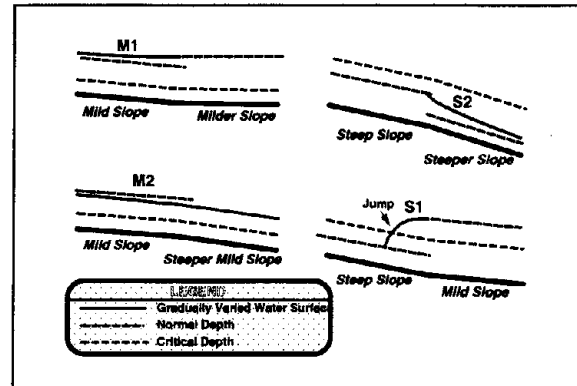 M1
Mild Slope Milder Slope
S2
Steep Slope
Steeper Slope
M2
Mild Slope
Steeper Mild Slope
Jump
S1
Steep Slope
Mild Slope
LEGEND
Gradually Varied Water Surface
Normal Depth
Critical Depth